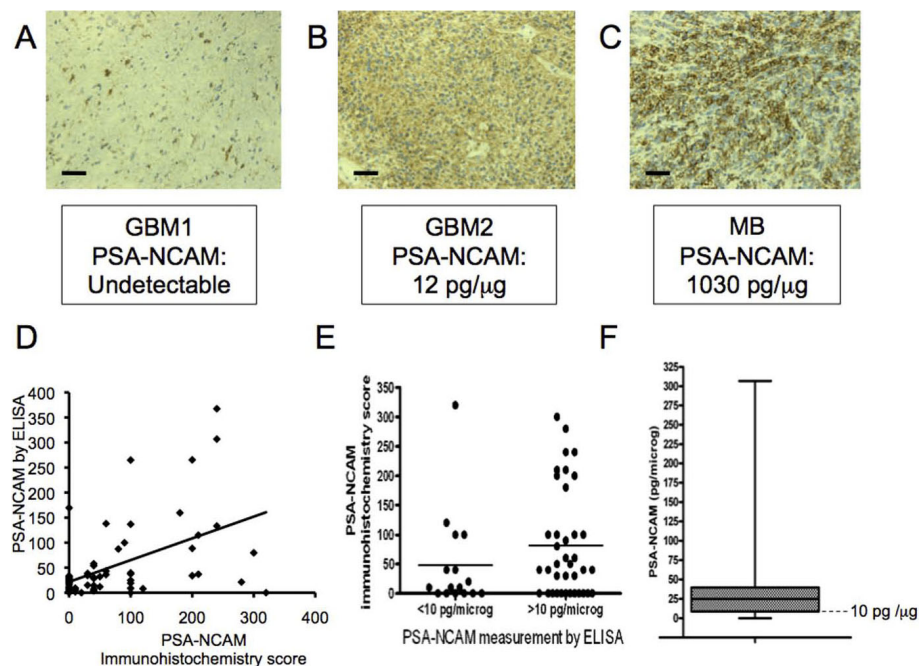 A
B
C
GBM1
PSA-NCAM:
Undetectable
GBM2
PSA-NCAM:
12 pg/μg
MB
PSA-NCAM:
1030 pg/μg
D
PSA-NCAM by ELISA
400
350
300
250
200
150
100
50
0
0
100
200
300
400
PSA-NCAM
Immunohistochemistry score
E
PSA-NCAM
immunohistochemistry score
350
300
250
200
150
100
50
0
<10 pg/microg
>10 pg/microg
PSA-NCAM measurement by ELISA
F
PSA-NCAM (pg/microg)
325
300
275
250
225
200
175
150
125
100
75
50
25
0
10 pg /μg